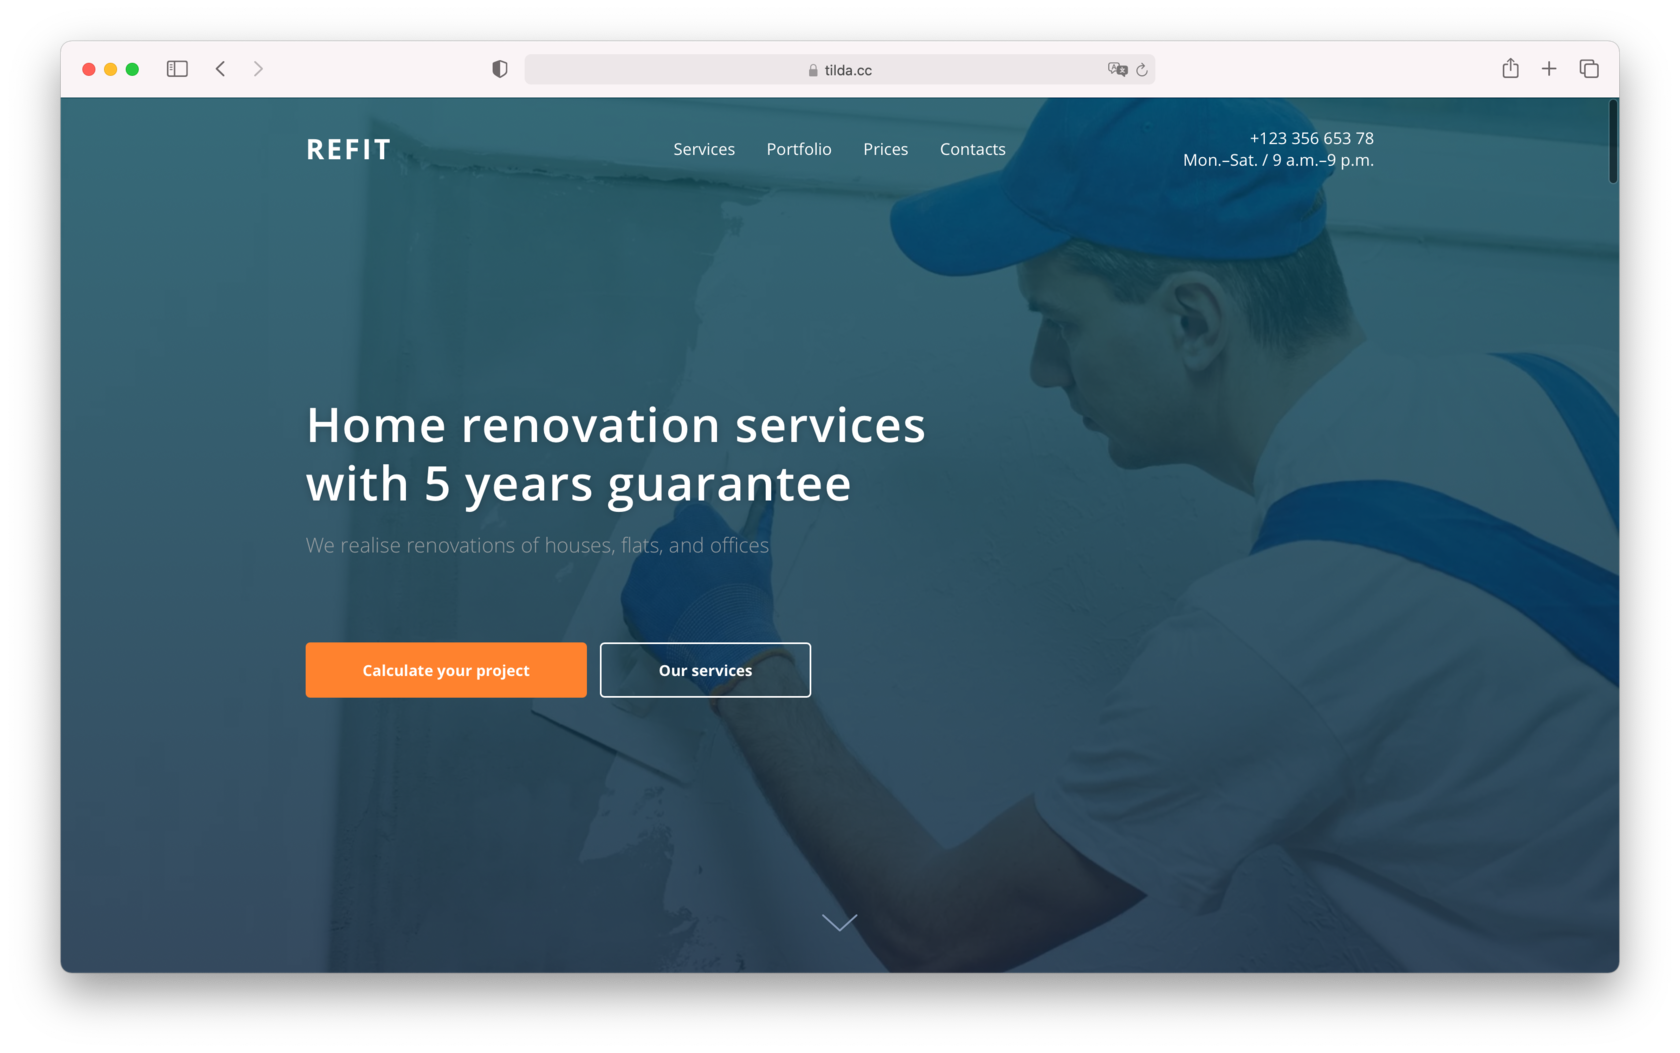 tilda.cc
REFIT
Services Portfolio Prices Contacts
+123 356 653 78
Mon.–Sat. / 9 a.m.–9 p.m.
Home renovation services
with 5 years guarantee
We realise renovations of houses, flats, and offices
Calculate your project
Our services